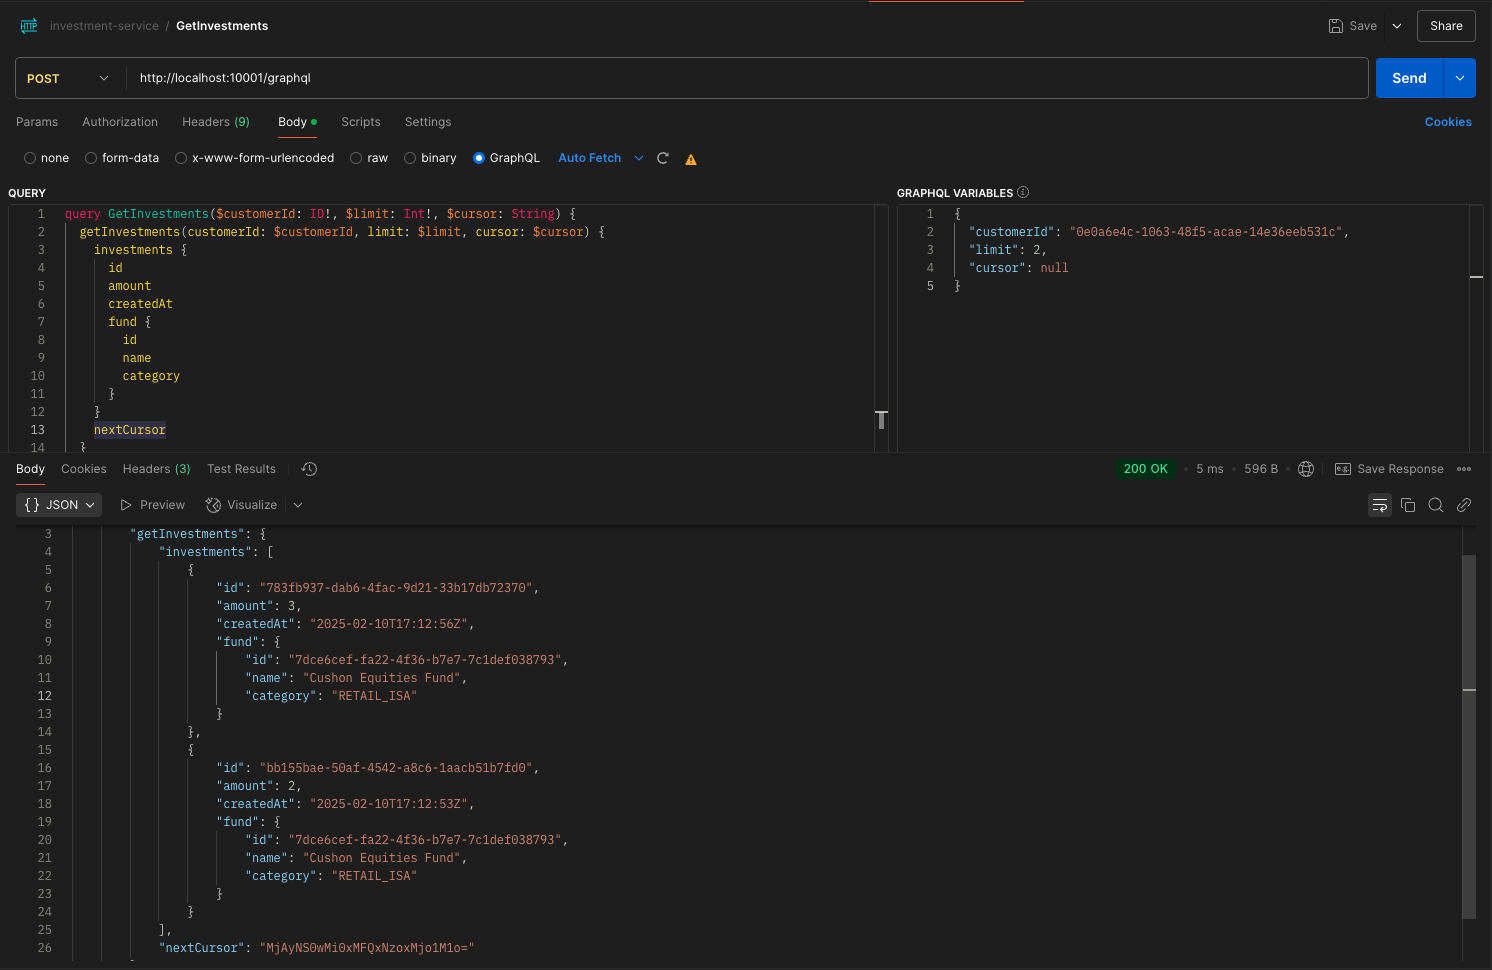 HTTP investment-service / GetInvestments Save Share
POST http://localhost:10001/graphql Send
Params Authorization Headers (9) Body Scripts Settings Cookies
none form-data x-www-form-urlencoded raw binary GraphQL Auto Fetch
QUERY
1 query GetInvestments($customerId: ID!, $limit: Int!, $cursor: String) {
2 getInvestments(customerId: $customerId, limit: $limit, cursor: $cursor) {
3 investments {
4 id
5 amount
6 createdAt
7 fund {
8 id
9 name
10 category
11 }
12 }
13 nextCursor
14 }
GRAPHQL VARIABLES
1 {
2 "customerId": "0e0a6e4c-1063-48f5-acae-14e36eeb531c",
3 "limit": 2,
4 "cursor": null
5 }
Body Cookies Headers (3) Test Results 200 OK • 5 ms • 596 B • e.g. Save Response
{} JSON Preview Visualize
3 "getInvestments": {
4 "investments": [
5 {
6 "id": "783fb937-dab6-4fac-9d21-33b17db72370",
7 "amount": 3,
8 "createdAt": "2025-02-10T17:12:56Z",
9 "fund": {
10 "id": "7dce6cef-fa22-4f36-b7e7-7c1def038793",
11 "name": "Cushon Equities Fund",
12 "category": "RETAIL_ISA"
13 }
14 },
15 {
16 "id": "bb155bae-50af-4542-a8c6-1aacb51b7fd0",
17 "amount": 2,
18 "createdAt": "2025-02-10T17:12:53Z",
19 "fund": {
20 "id": "7dce6cef-fa22-4f36-b7e7-7c1def038793",
21 "name": "Cushon Equities Fund",
22 "category": "RETAIL_ISA"
23 }
24 }
25 ],
26 "nextCursor": "MjAyNS0wMi0xMFQxNzoxMjo1M1o="